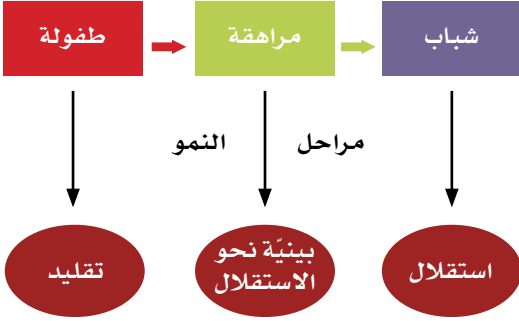 طفولة
مراهقة
شباب
مراحل
النمو
تقليد
بينيّة نحو
الاستقلال
استقلال